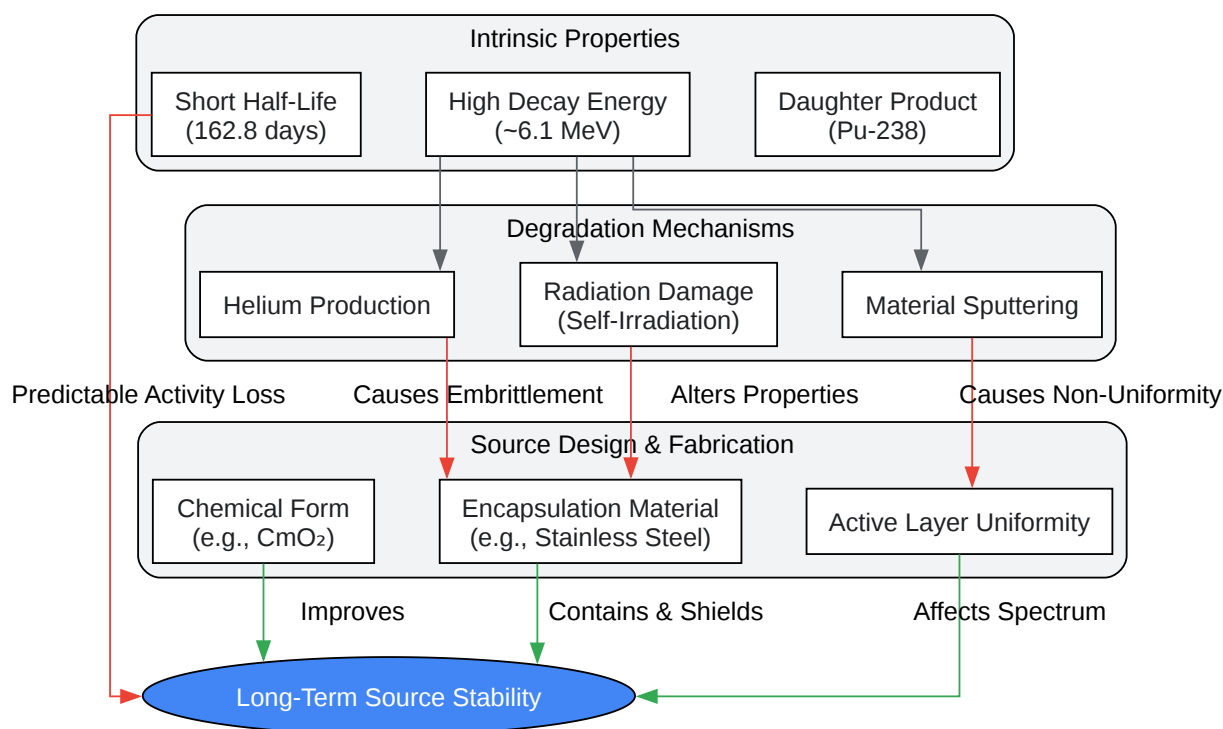 Intrinsic Properties
Short Half-Life
(162.8 days)
High Decay Energy
(~6.1 MeV)
Daughter Product
(Pu-238)
Degradation Mechanisms
Helium Production
Radiation Damage
(Self-Irradiation)
Material Sputtering
Predictable Activity Loss
Causes Embrittlement
Alters Properties
Causes Non-Uniformity
Source Design & Fabrication
Chemical Form
(e.g., CmO₂)
Encapsulation Material
(e.g., Stainless Steel)
Active Layer Uniformity
Improves
Contains & Shields
Affects Spectrum
Long-Term Source Stability